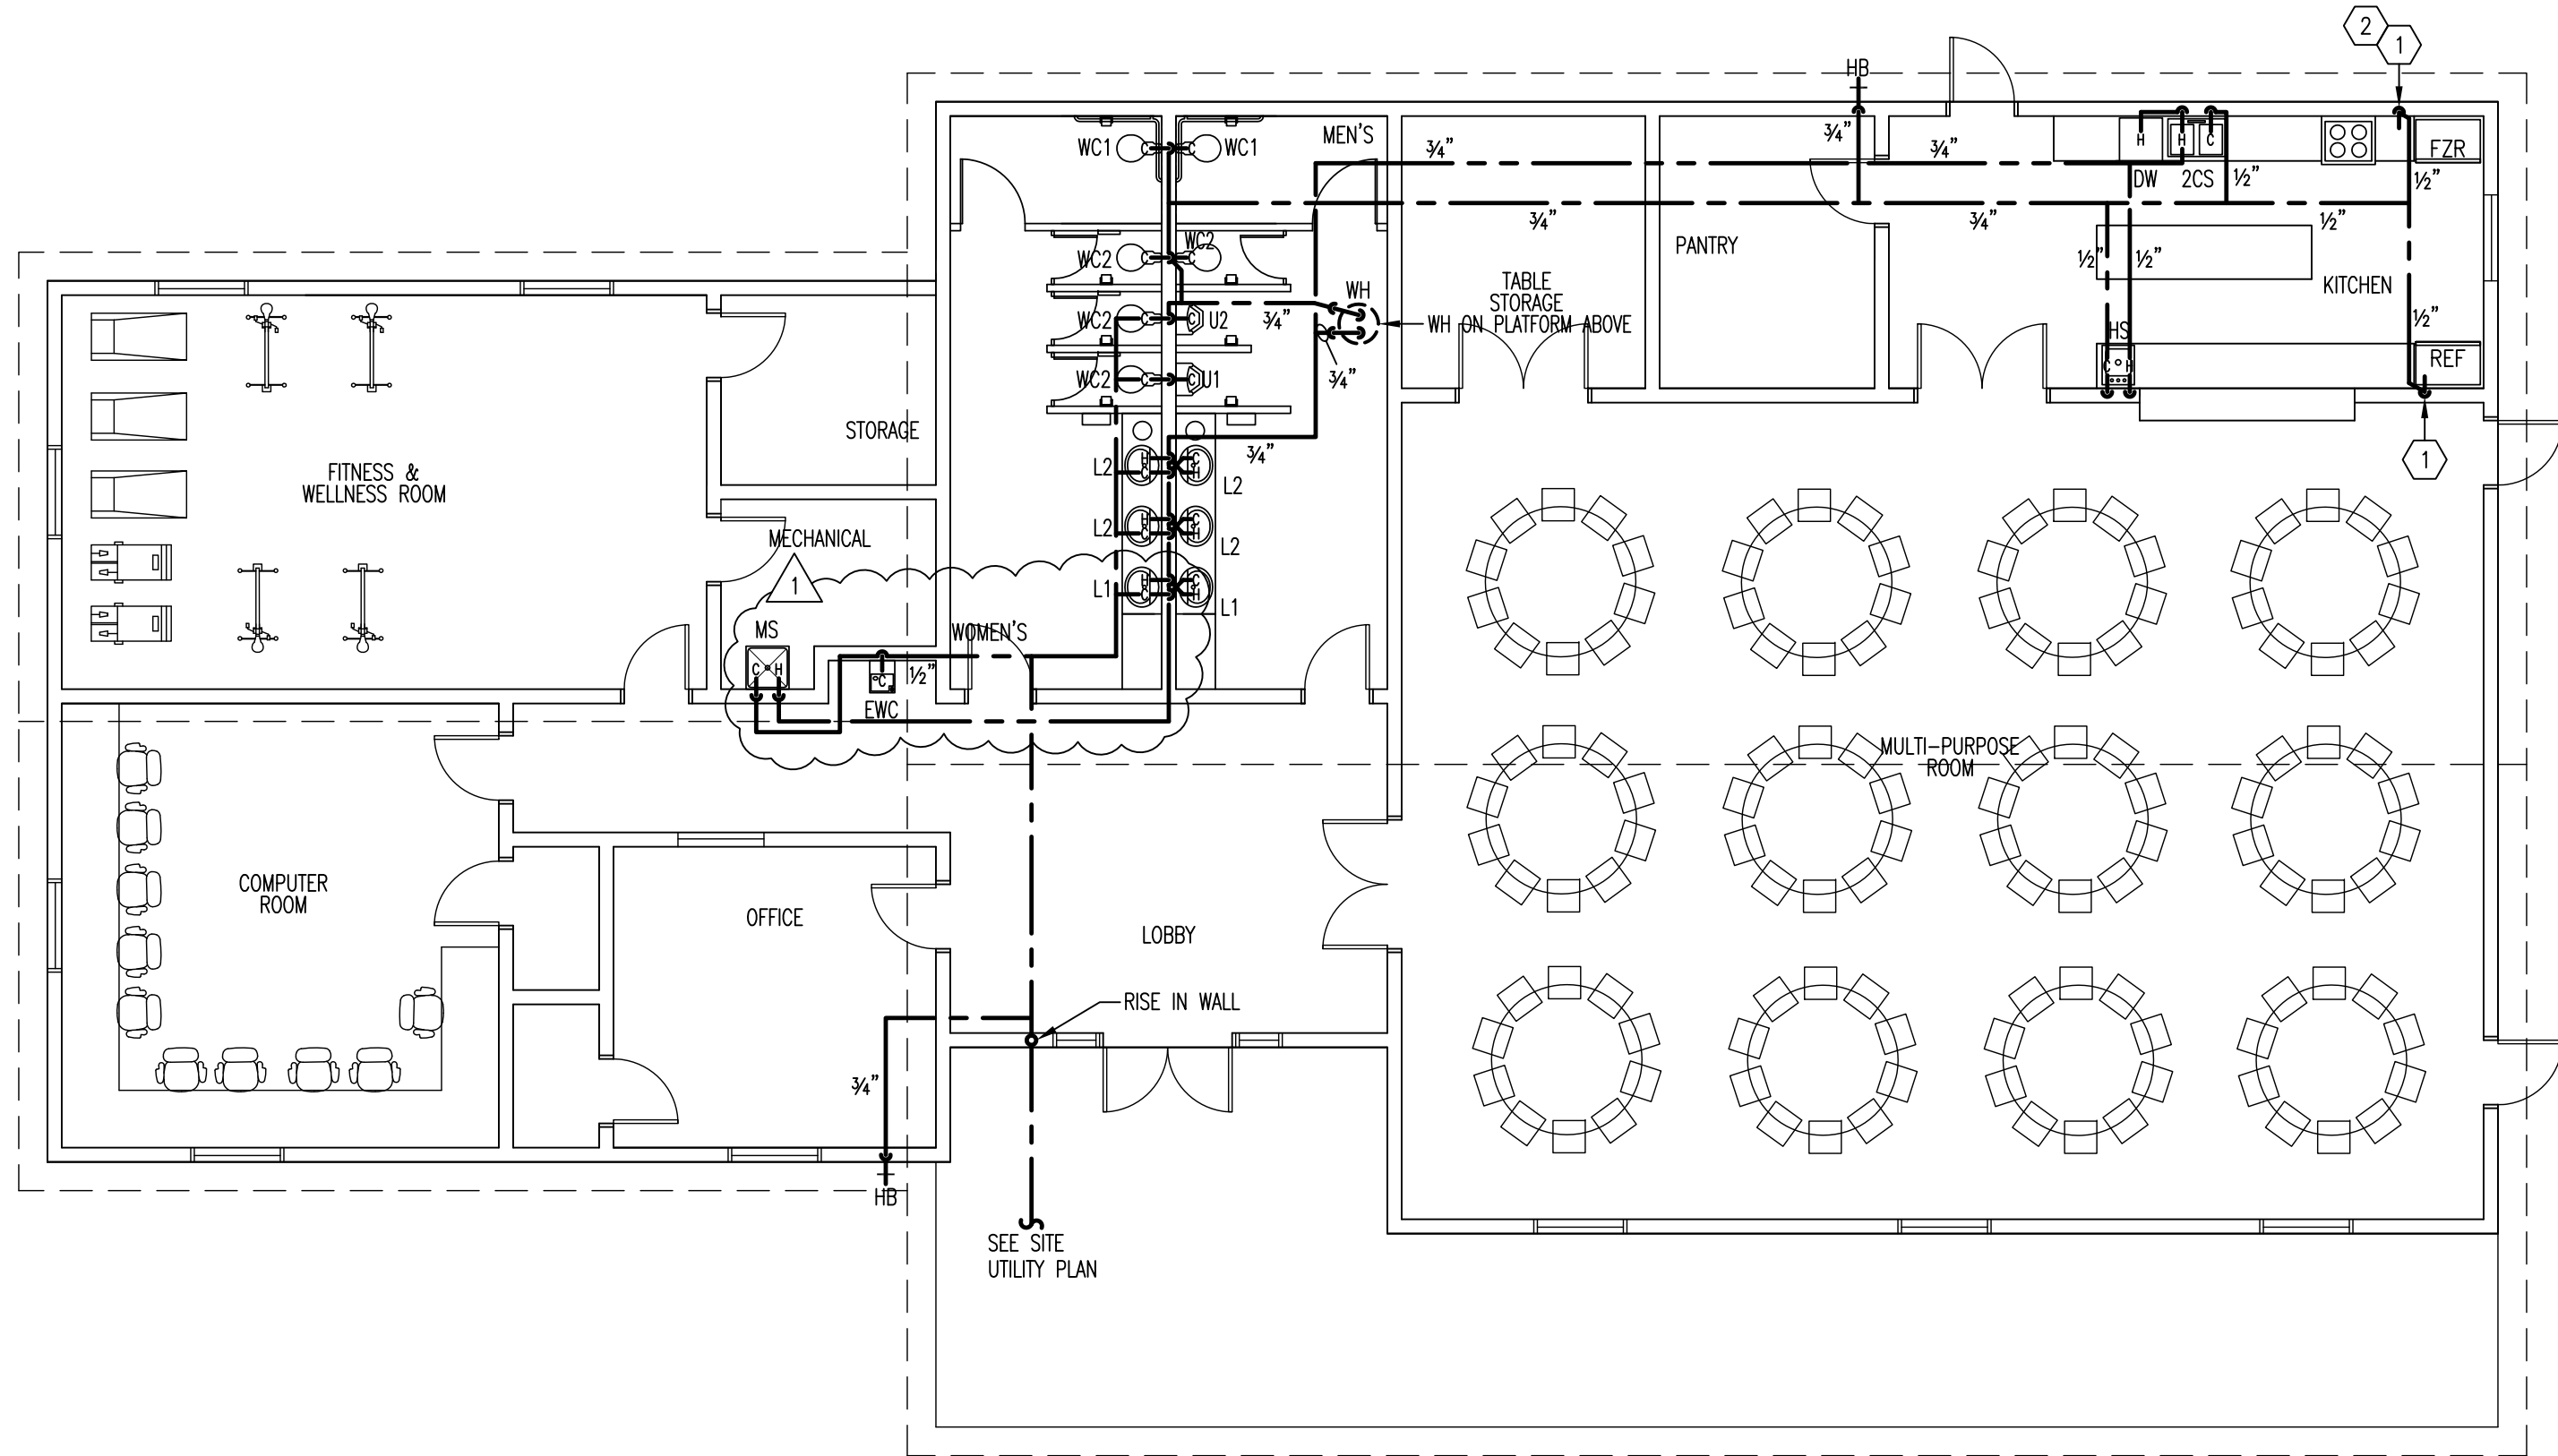 2
1
HB
MEN'S
WC1
WC1
3/4"
3/4"
3/4"
H
H
C
FZR
DW
2CS
1/2"
1/2"
3/4"
3/4"
1/2"
WC2
WC2
PANTRY
1/2"
1/2"
KITCHEN
TABLE
STORAGE
WH
WH ON PLATFORM ABOVE
WC2
U2
3/4"
1/2"
HS
C H
REF
WC2
U1
3/4"
1
STORAGE
3/4"
FITNESS &
WELLNESS ROOM
L2
L2
MECHANICAL
L2
L2
1
L1
L1
MS
WOMEN'S
C H
C
1/2"
EWC
MULTI-PURPOSE
ROOM
COMPUTER
ROOM
OFFICE
LOBBY
RISE IN WALL
3/4"
HB
SEE SITE
UTILITY PLAN